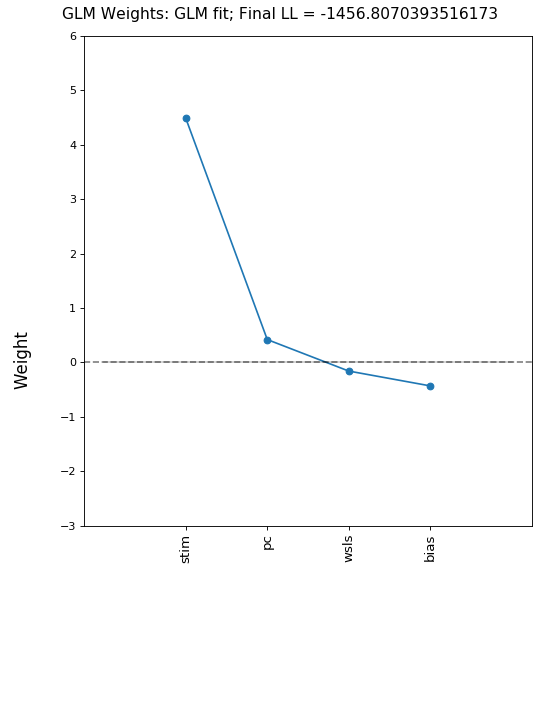 GLM Weights: GLM fit; Final LL = -1456.8070393516173
6
5
4
3
2
1
0
−1
−2
−3
Weight
stim
pc
wsls
bias